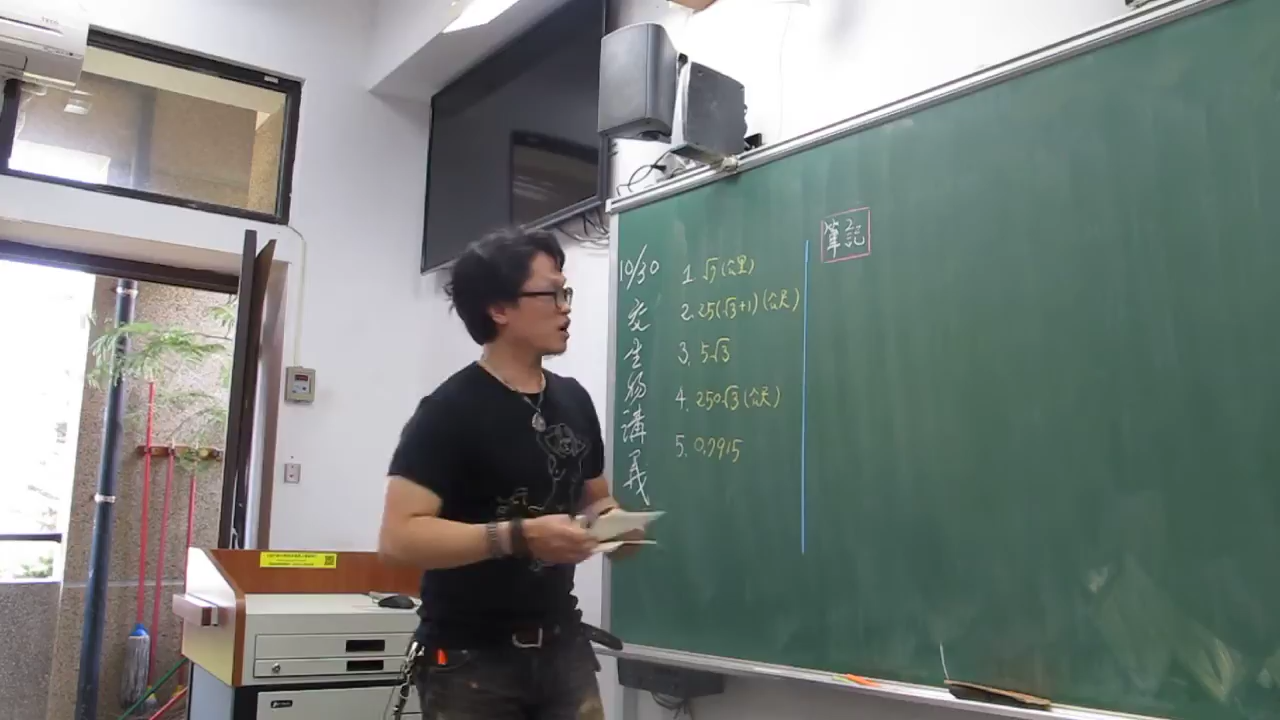 10/30
交
生
物
講
義
1. √7 (公里)
2. 25(√3+1) (公尺)
3. 5√3
4. 250√3 (公尺)
5. 0.7915
筆記